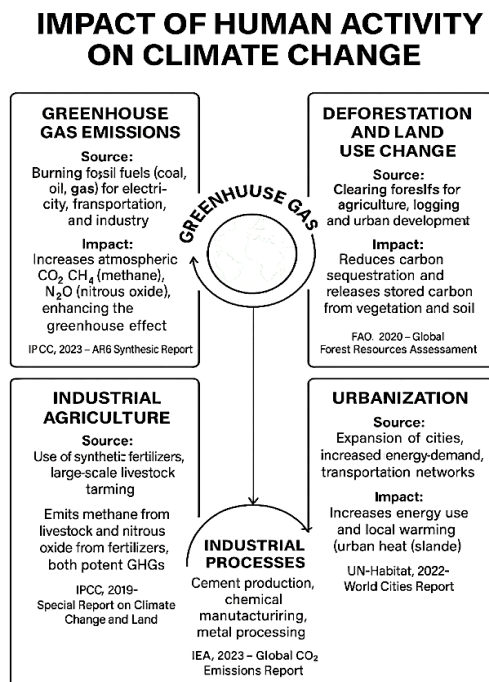 IMPACT OF HUMAN ACTIVITY
ON CLIMATE CHANGE
GREENHOUSE
GAS EMISSIONS
Source:
Burning fossil fuels (coal,
oil, gas) for electri-
city, transportation,
and industry
Impact:
Increases atmospheric
CO₂ CH₄ (methane),
N₂O (nitrous oxide),
enhancing the
greenhouse effect
IPCC, 2023 – AR6 Synthesic Report
GREENHUUSE GAS
DEFORESTATION
AND LAND
USE CHANGE
Source:
Clearing foresIfs for
agriculture, logging
and urban development
Impact:
Reduces carbon
sequestration and
releases stored carbon
from vegetation and soil
FAO. 2020 – Global
Forest Resources Assessment
INDUSTRIAL
AGRICULTURE
Source:
Use of synthetic fertilizers,
large-scale livestock
tarming
Emits methane from
livestock and nitrous
oxide from fertilizers,
both potent GHGs
IPCC, 2019-
Special Report on Climate
Change and Land
INDUSTRIAL
PROCESSES
Cement production,
chemical
manutacturiring,
metal processing
IEA, 2023 – Global CO₂
Emissions Report
URBANIZATION
Source:
Expansion of cities,
increased energy-demand,
transportation networks
Impact:
Increases energy use
and local warming
(urban heat (slande)
UN-Habitat, 2022-
World Cities Report